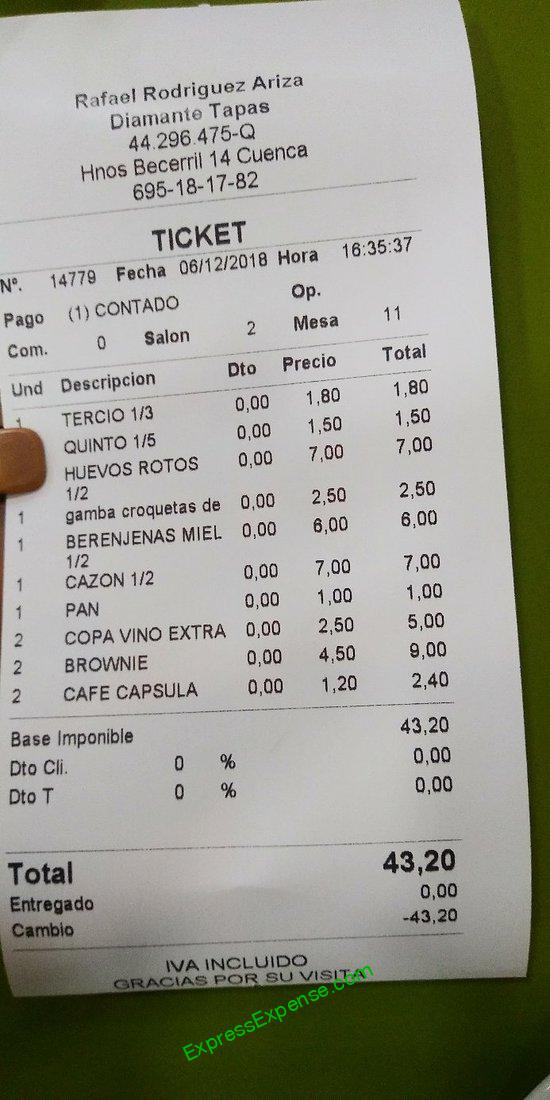 Rafael Rodriguez Ariza
Diamante Tapas
44.296.475-Q
Hnos Becerril 14 Cuenca
695-18-17-82
TICKET
Nº. 14779 Fecha 06/12/2018 Hora 16:35:37
Pago (1) CONTADO Op.
Com. 0 Salon 2 Mesa 11
Und Descripcion Dto Precio Total
1 TERCIO 1/3 0,00 1,80 1,80
QUINTO 1/5 0,00 1,50 1,50
HUEVOS ROTOS 0,00 7,00 7,00
1/2
1 gamba croquetas de 0,00 2,50 2,50
1 BERENJENAS MIEL 0,00 6,00 6,00
1/2
1 CAZON 1/2 0,00 7,00 7,00
1 PAN 0,00 1,00 1,00
2 COPA VINO EXTRA 0,00 2,50 5,00
2 BROWNIE 0,00 4,50 9,00
2 CAFE CAPSULA 0,00 1,20 2,40
Base Imponible 43,20
Dto Cli. 0 % 0,00
Dto T 0 % 0,00
Total 43,20
Entregado 0,00
Cambio -43,20
IVA INCLUIDO
GRACIAS POR SU VISITA
ExpressExpense.com